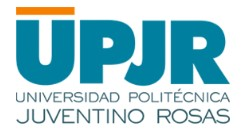 UPJR
UNIVERSIDAD POLITÉCNICA
JUVENTINO ROSAS